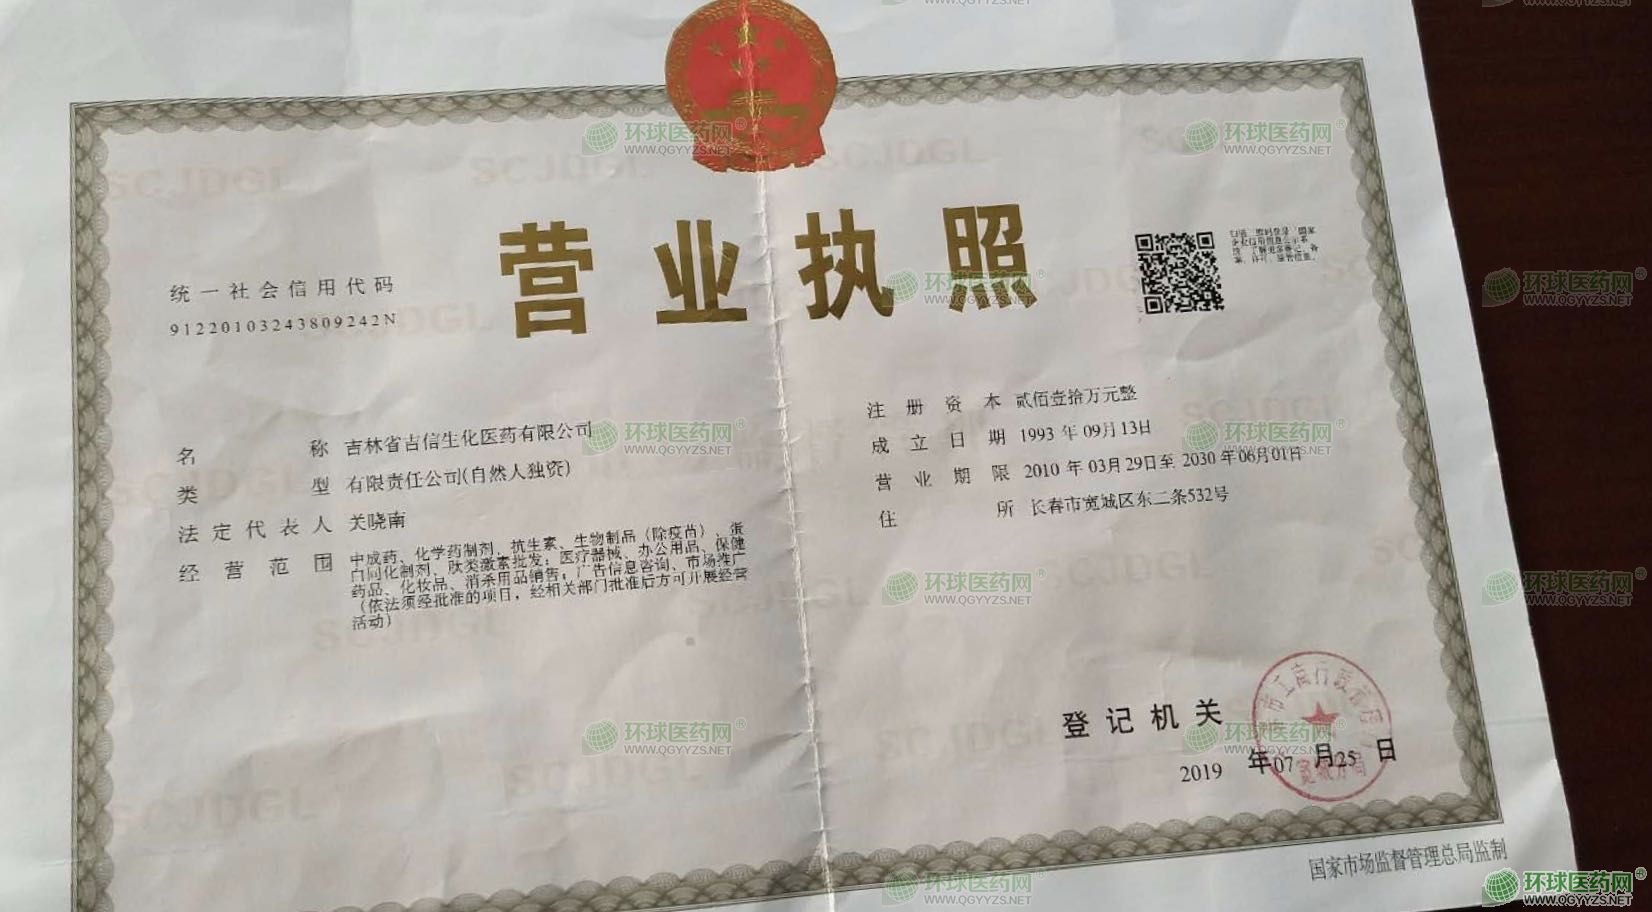 营业执照
统一社会信用代码
91220103243809242N
名称 吉林省吉信生化医药有限公司
类型 有限责任公司(自然人独资)
法定代表人 关晓南
经营范围 中成药、化学药制剂、抗生素、生物制品（除疫苗）、蛋
白同化制剂、肽类激素批发；医疗器械、办公用品、保健
药品、化妆品、消杀用品销售；广告信息咨询、市场推广
（依法须经批准的项目，经相关部门批准后方可开展经营
活动）
注册资本 贰佰壹拾万元整
成立日期 1993年09月13日
营业期限 2010年03月29日至2030年06月01日
住所 长春市宽城区东二条532号
登记机关
2019年07月25日
国家市场监督管理总局监制
SCJDGL
环球医药网®
WWW.QGYYZS.NET